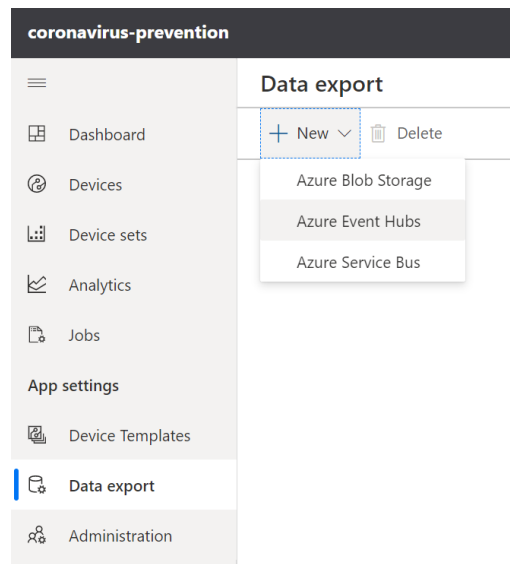 coronavirus-prevention
Data export
New
Delete
Azure Blob Storage
Azure Event Hubs
Azure Service Bus
Dashboard
Devices
Device sets
Analytics
Jobs
App settings
Device Templates
Data export
Administration